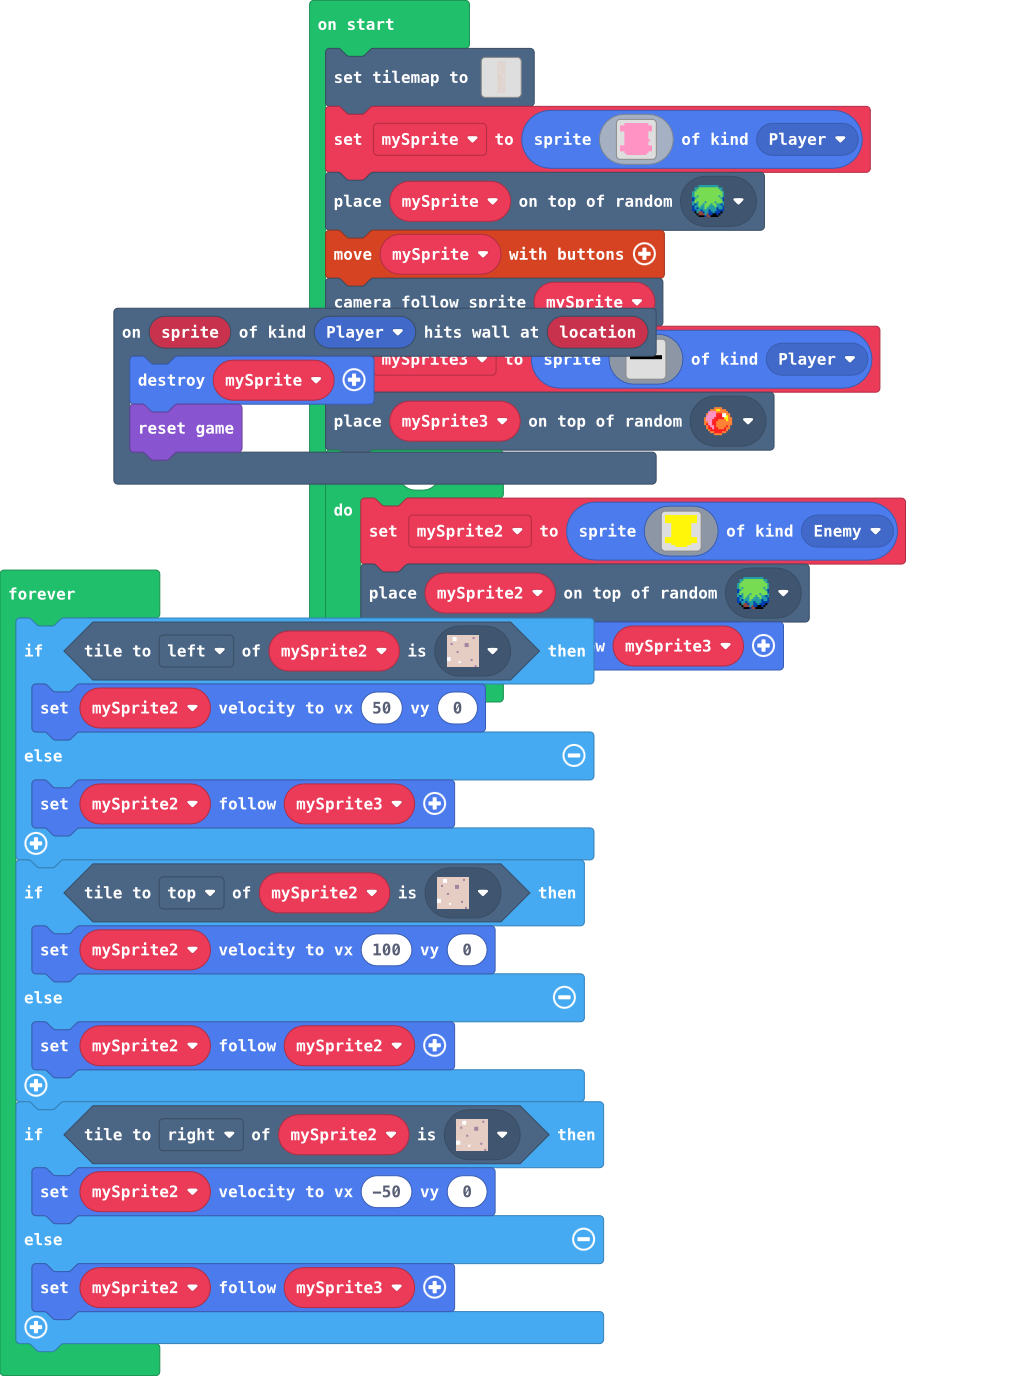 on start
set tilemap to
set mySprite to sprite of kind Player
place mySprite on top of random
move mySprite with buttons
camera follow sprite mySprite
on sprite of kind Player hits wall at location
mySprite3 to sprite of kind Player
destroy mySprite
place mySprite3 on top of random
reset game
do
set mySprite2 to sprite of kind Enemy
place mySprite2 on top of random
mySprite3
forever
if tile to left of mySprite2 is then
set mySprite2 velocity to vx 50 vy 0
else
set mySprite2 follow mySprite3
if tile to top of mySprite2 is then
set mySprite2 velocity to vx 100 vy 0
else
set mySprite2 follow mySprite2
if tile to right of mySprite2 is then
set mySprite2 velocity to vx -50 vy 0
else
set mySprite2 follow mySprite3